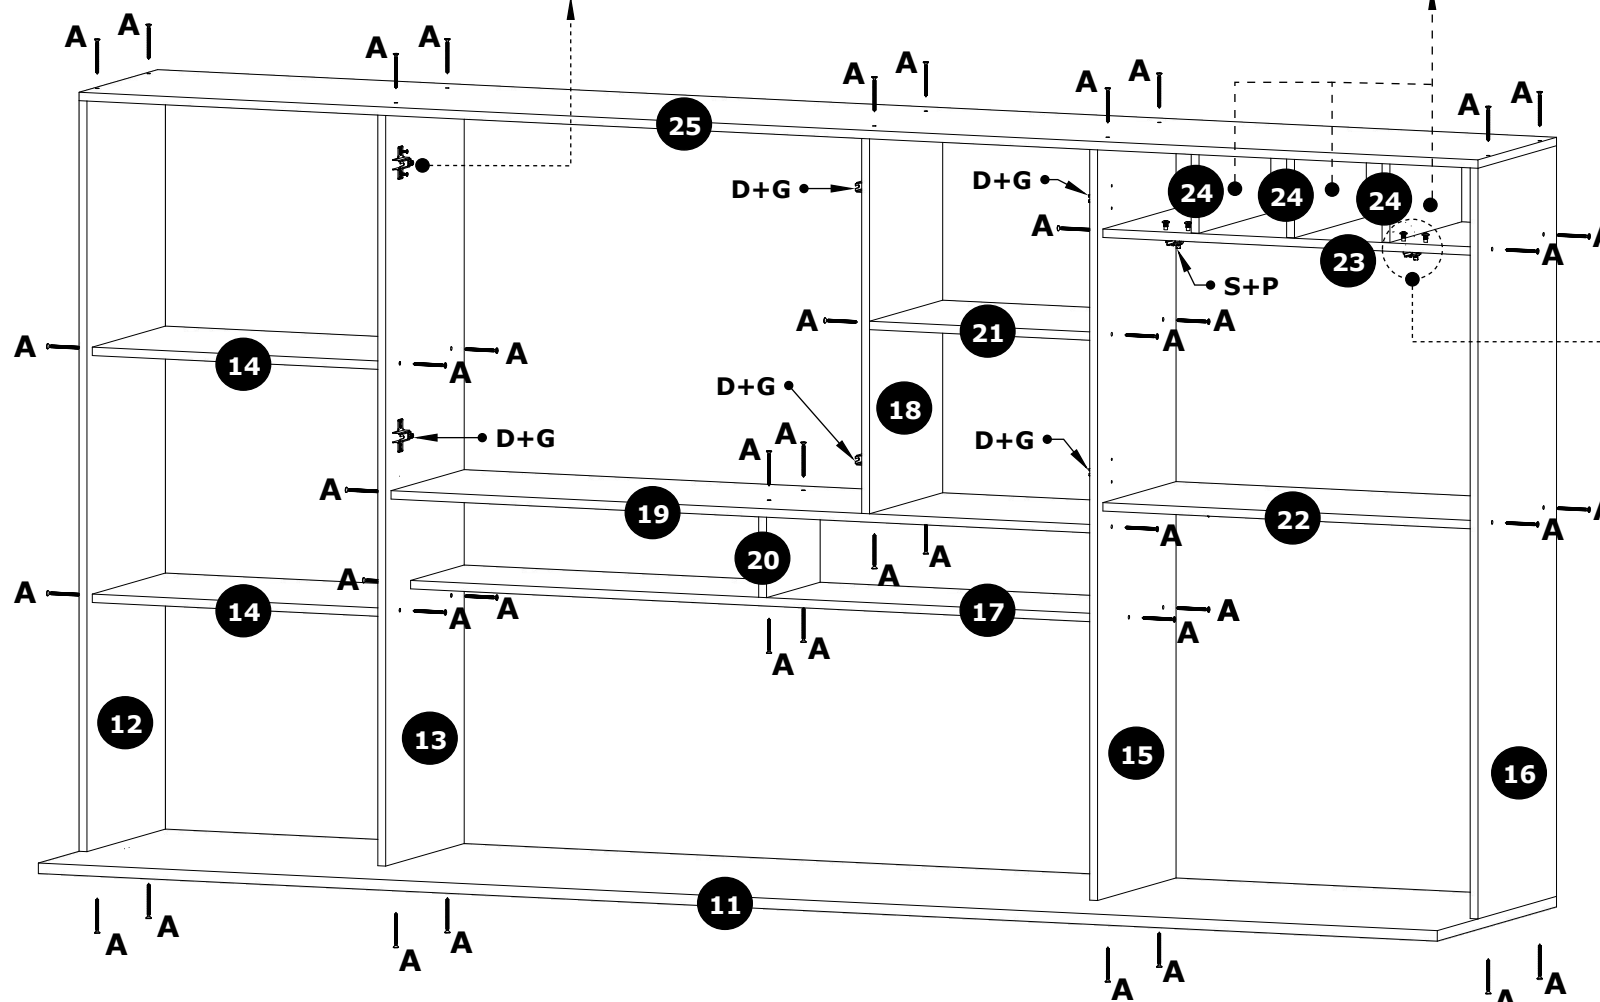 A A A A A A A A A A
25
D+G D+G 24 24 24
A A A
23
S+P
A A 21 A A
14 A A
D+G 18
D+G A A D+G
A 19 22 A A
20 A A
14 A A A A 17 A A
A A
12 13 15 16
11
A A A A A A A A